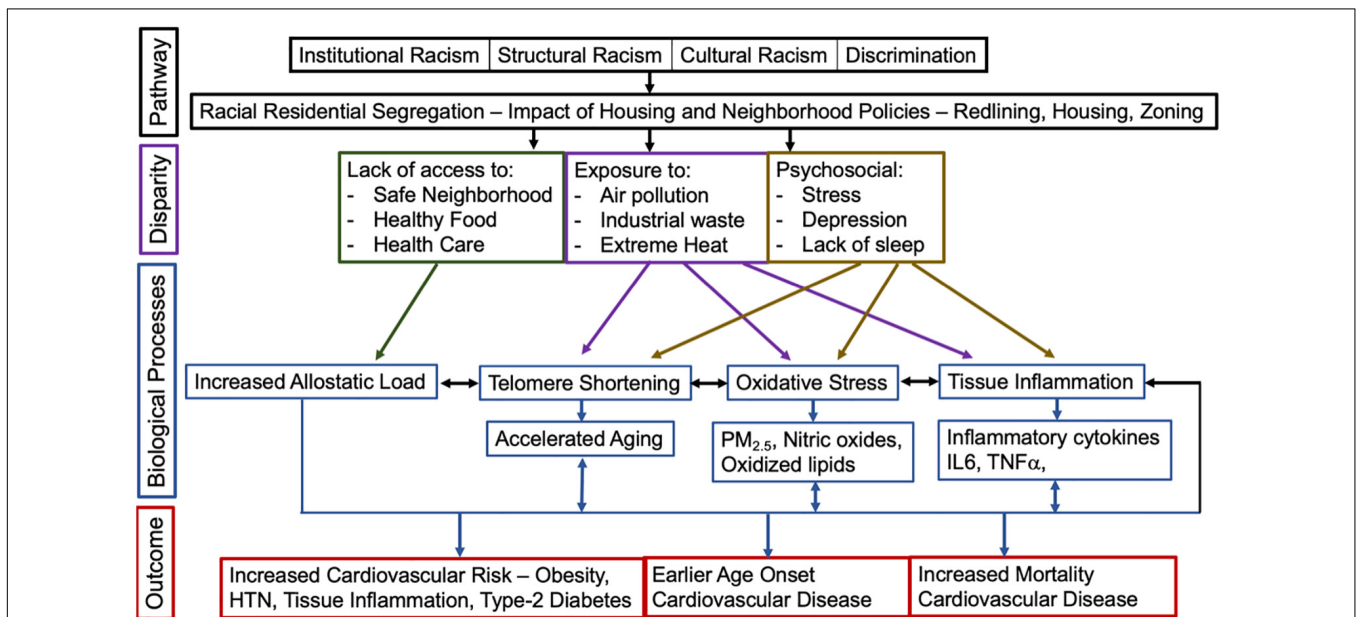 Pathway
Institutional Racism
Structural Racism
Cultural Racism
Discrimination
Racial Residential Segregation – Impact of Housing and Neighborhood Policies – Redlining, Housing, Zoning
Disparity
Lack of access to:
- Safe Neighborhood
- Healthy Food
- Health Care
Exposure to:
- Air pollution
- Industrial waste
- Extreme Heat
Psychosocial:
- Stress
- Depression
- Lack of sleep
Biological Processes
Increased Allostatic Load
Telomere Shortening
Oxidative Stress
Tissue Inflammation
Accelerated Aging
PM2.5, Nitric oxides,
Oxidized lipids
Inflammatory cytokines
IL6, TNFα,
Outcome
Increased Cardiovascular Risk – Obesity,
HTN, Tissue Inflammation, Type-2 Diabetes
Earlier Age Onset
Cardiovascular Disease
Increased Mortality
Cardiovascular Disease